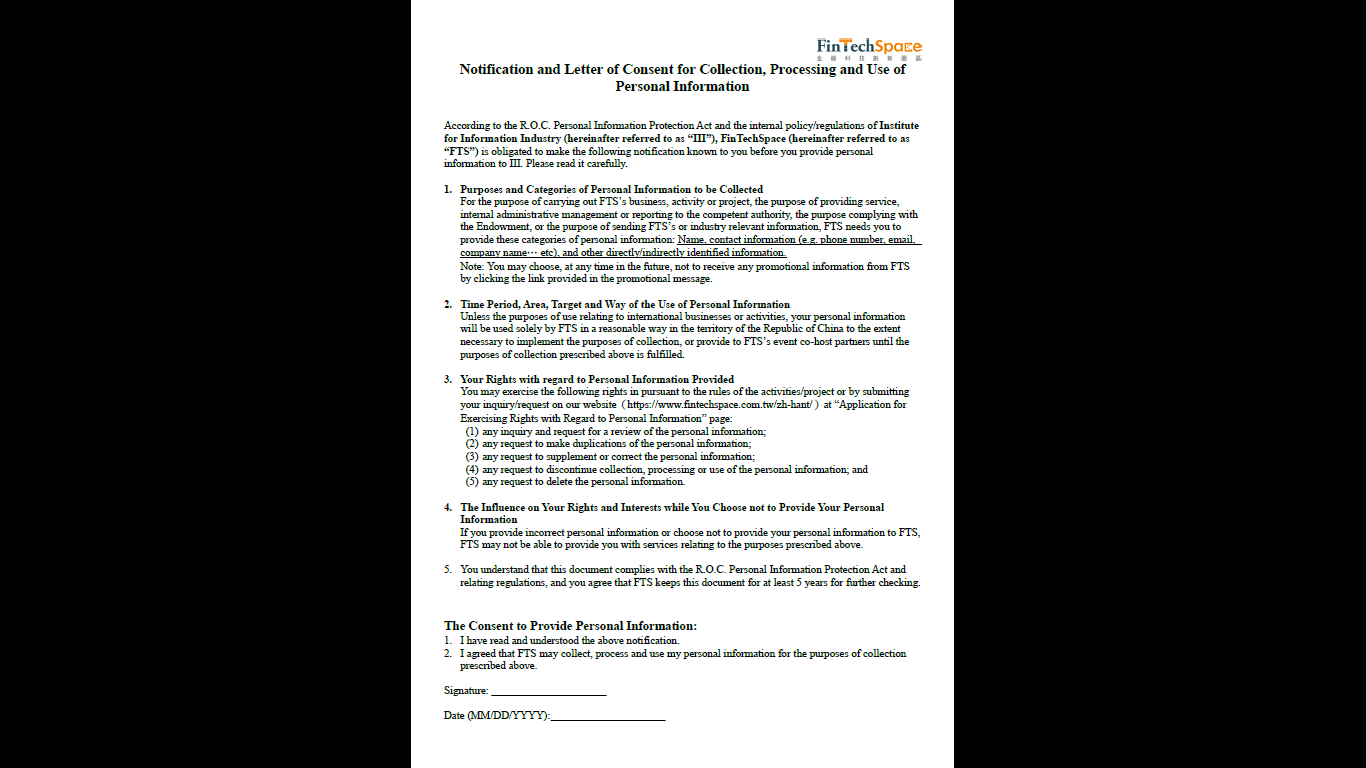 FinTechSpace
金融科技創新園區
Notification and Letter of Consent for Collection, Processing and Use of
Personal Information
According to the R.O.C. Personal Information Protection Act and the internal policy/regulations of Institute
for Information Industry (hereinafter referred to as “III”), FinTechSpace (hereinafter referred to as
“FTS”) is obligated to make the following notification known to you before you provide personal
information to III. Please read it carefully.
1. Purposes and Categories of Personal Information to be Collected
For the purpose of carrying out FTS’s business, activity or project, the purpose of providing service,
internal administrative management or reporting to the competent authority, the purpose complying with
the Endowment, or the purpose of sending FTS’s or industry relevant information, FTS needs you to
provide these categories of personal information: Name, contact information (e.g. phone number, email,
company name… etc), and other directly/indirectly identified information.
Note: You may choose, at any time in the future, not to receive any promotional information from FTS
by clicking the link provided in the promotional message.
2. Time Period, Area, Target and Way of the Use of Personal Information
Unless the purposes of use relating to international businesses or activities, your personal information
will be used solely by FTS in a reasonable way in the territory of the Republic of China to the extent
necessary to implement the purposes of collection, or provide to FTS’s event co-host partners until the
purposes of collection prescribed above is fulfilled.
3. Your Rights with regard to Personal Information Provided
You may exercise the following rights in pursuant to the rules of the activities/project or by submitting
your inquiry/request on our website（https://www.fintechspace.com.tw/zh-hant/）at “Application for
Exercising Rights with Regard to Personal Information” page:
(1) any inquiry and request for a review of the personal information;
(2) any request to make duplications of the personal information;
(3) any request to supplement or correct the personal information;
(4) any request to discontinue collection, processing or use of the personal information; and
(5) any request to delete the personal information.
4. The Influence on Your Rights and Interests while You Choose not to Provide Your Personal
Information
If you provide incorrect personal information or choose not to provide your personal information to FTS,
FTS may not be able to provide you with services relating to the purposes prescribed above.
5. You understand that this document complies with the R.O.C. Personal Information Protection Act and
relating regulations, and you agree that FTS keeps this document for at least 5 years for further checking.
The Consent to Provide Personal Information:
1. I have read and understood the above notification.
2. I agreed that FTS may collect, process and use my personal information for the purposes of collection
prescribed above.
Signature: ____________________
Date (MM/DD/YYYY):____________________